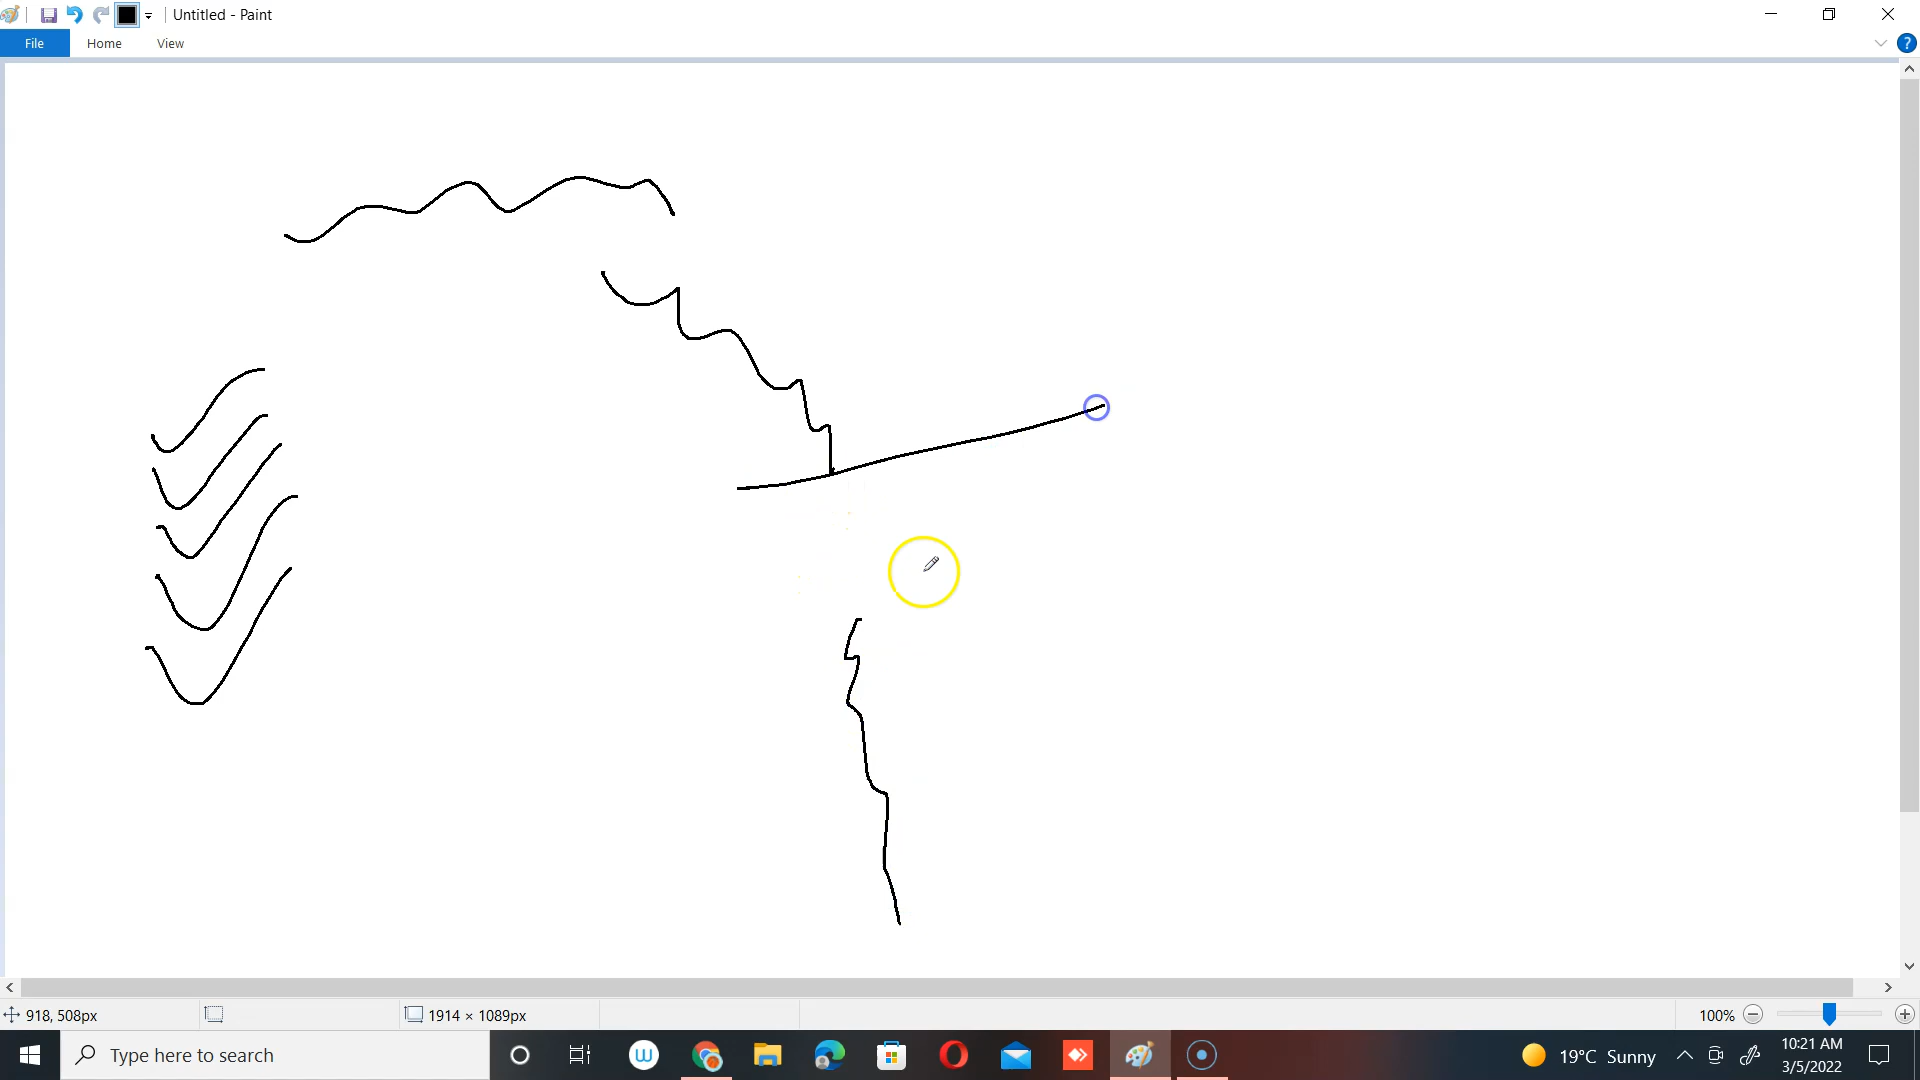 Untitled - Paint
File Home View
918, 508px
1914 × 1089px
100%
Type here to search
19°C Sunny
10:21 AM
3/5/2022